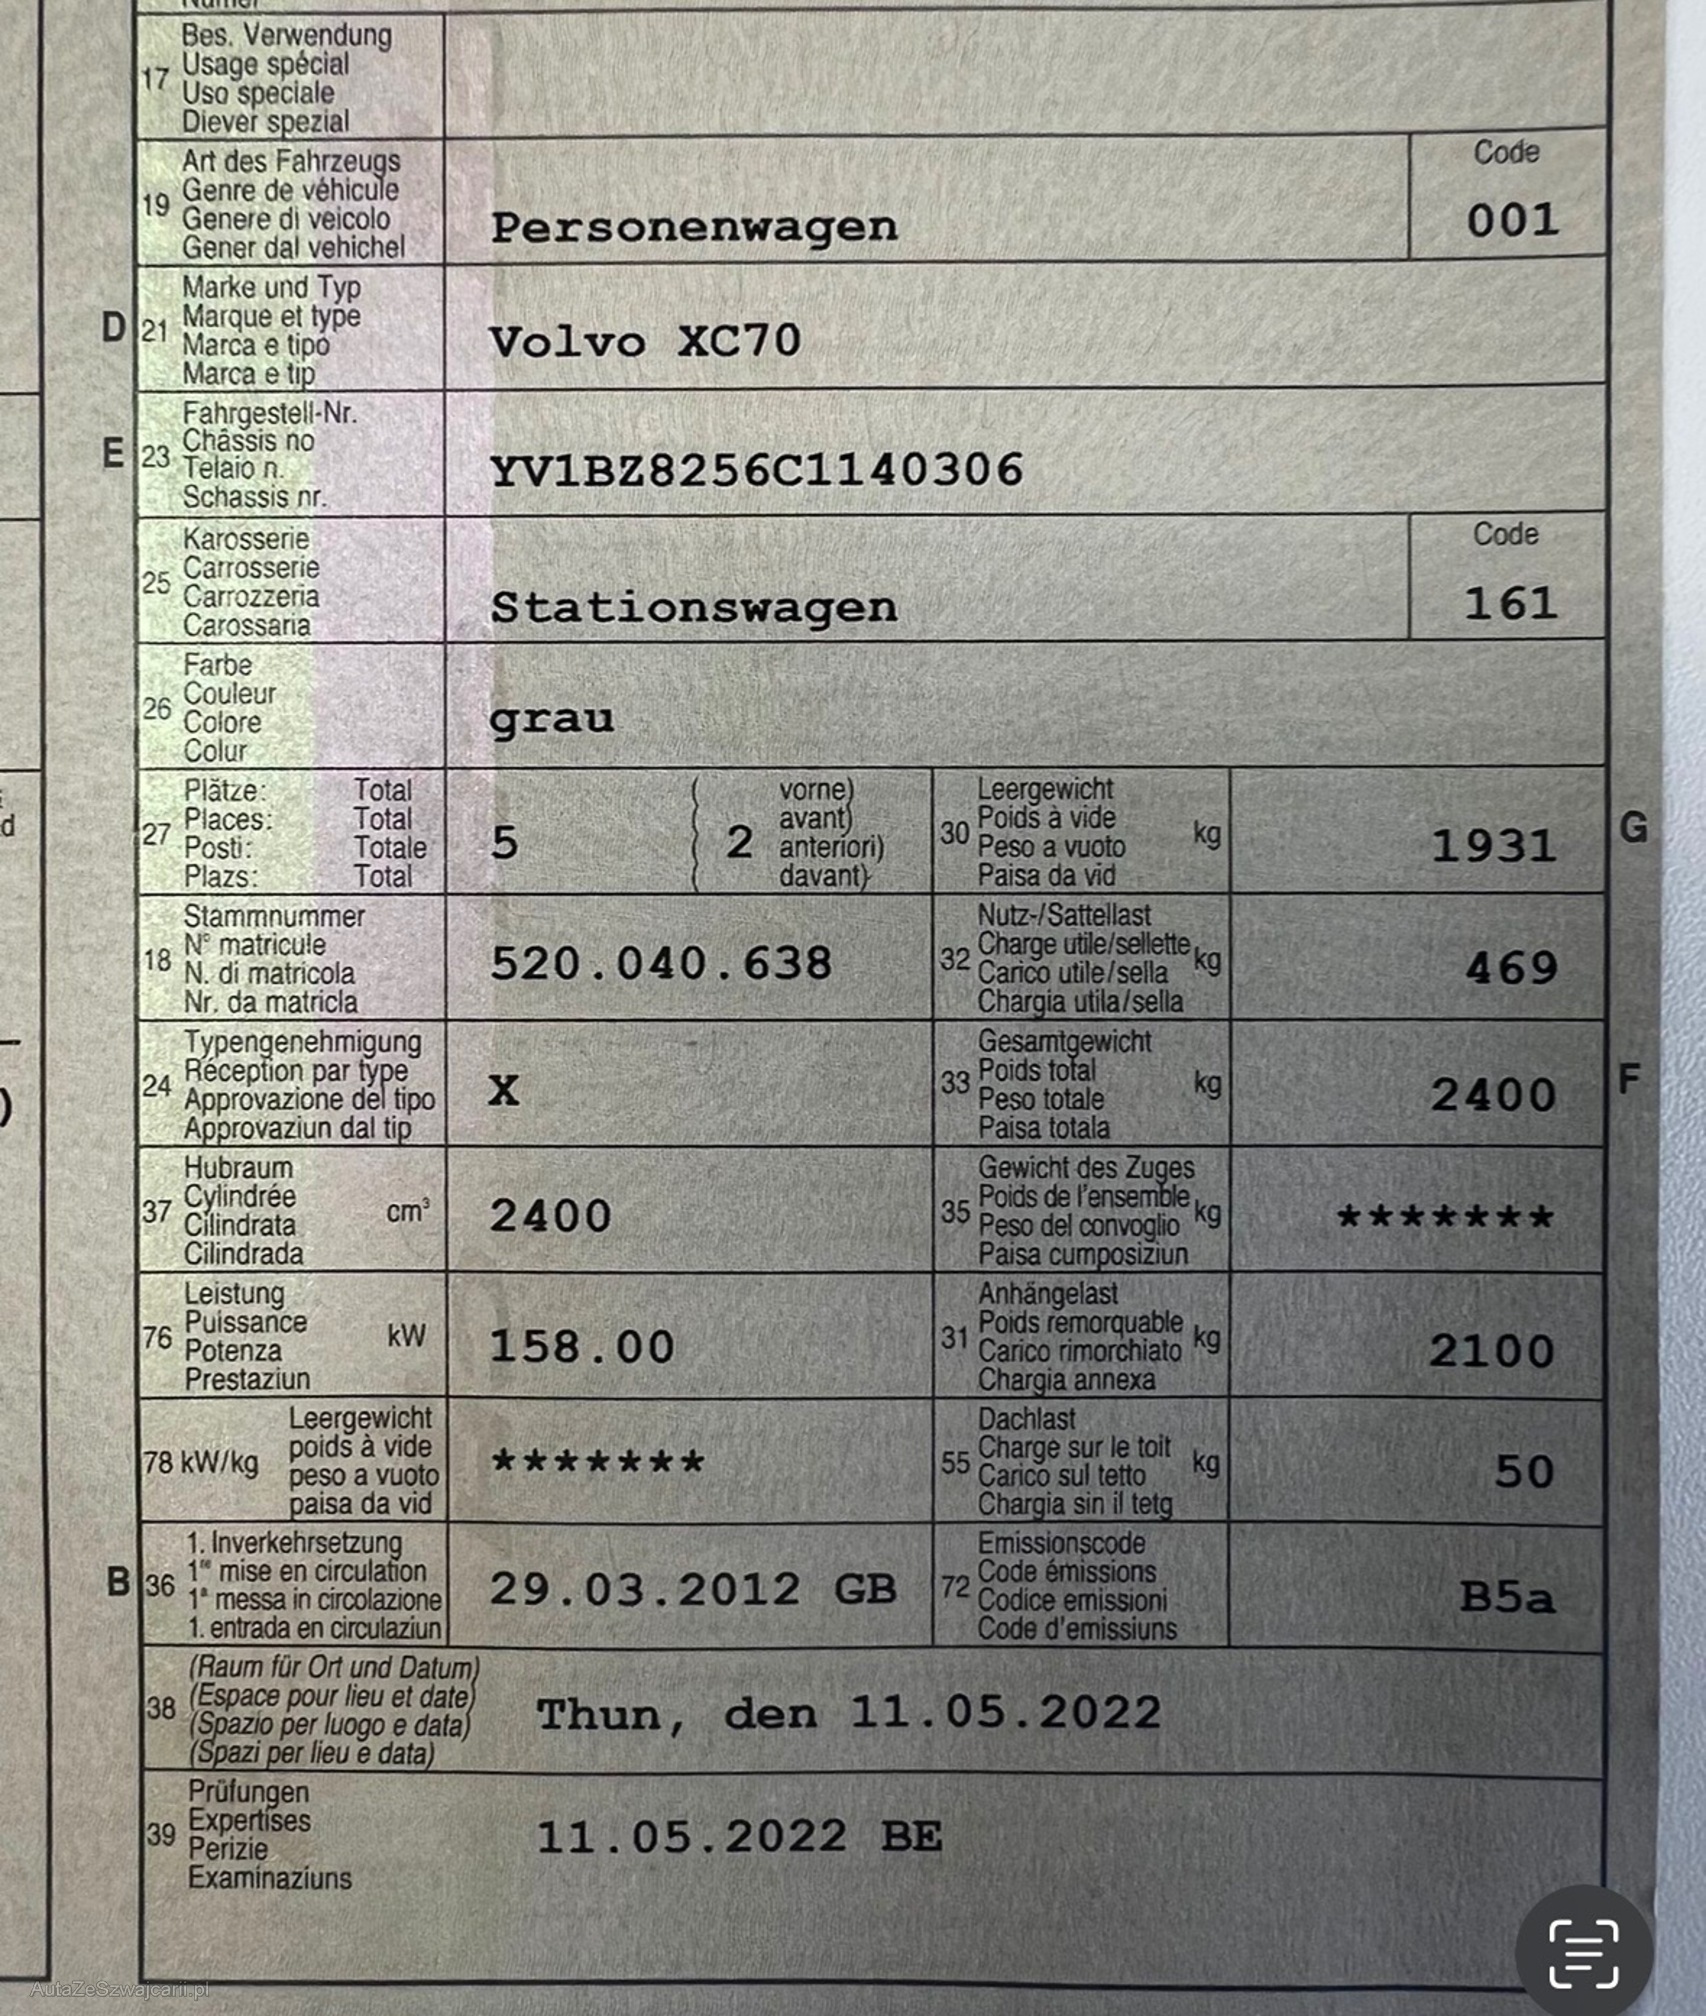 Bes. Verwendung
Usage spécial
17
Uso speciale
Diever spezial
Art des Fahrzeugs
Genre de véhicule
19
Genere di veicolo
Gener dal vehichel
Personenwagen
Code
001
Marke und Typ
D 21 Marque et type
Marca e tipo
Marca e tip
Volvo XC70
Fahrgestell-Nr.
Châssis no
E 23
Telaio n.
Schassis nr.
YV1BZ8256C1140306
Karosserie
Carrosserie
25
Carrozzeria
Carossaria
Stationswagen
Code
161
Farbe
Couleur
26
Colore
Colur
grau
Plätze: Total
Places: Total
27
Posti: Totale
Plazs: Total
5
( 2 vorne)
avant)
anteriori)
davant)
Leergewicht
Poids à vide
30 kg
Peso a vuoto
Paisa da vid
1931
G
Stammnummer
N° matricule
18
N. di matricola
Nr. da matricla
520.040.638
Nutz-/Sattellast
Charge utile/sellette
32 kg
Carico utile/sella
Chargia utila/sella
469
Typengenehmigung
Réception par type
24
Approvazione del tipo
Approvaziun dal tip
X
Gesamtgewicht
Poids total
33 kg
Peso totale
Paisa totala
2400
F
Hubraum
Cylindrée
37 cm³
Cilindrata
Cilindrada
2400
Gewicht des Zuges
Poids de l'ensemble
35 kg
Peso del convoglio
Paisa cumposiziun
*******
Leistung
Puissance
76 kW
Potenza
Prestaziun
158.00
Anhängelast
Poids remorquable
31 kg
Carico rimorchiato
Chargia annexa
2100
Leergewicht
poids à vide
78 kW/kg
peso a vuoto
paisa da vid
*******
Dachlast
Charge sur le toit
55 kg
Carico sul tetto
Chargia sin il tetg
50
1. Inverkehrsetzung
1re mise en circulation
B 36
1a messa in circolazione
1. entrada en circulaziun
29.03.2012 GB
Emissionscode
Code émissions
72
Codice emissioni
Code d'emissiuns
B5a
(Raum für Ort und Datum)
(Espace pour lieu et date)
38
(Spazio per luogo e data)
(Spazi per lieu e data)
Thun, den 11.05.2022
Prüfungen
Expertises
39
Perizie
Examinaziuns
11.05.2022 BE
AutaZeSzwajcarii.pl